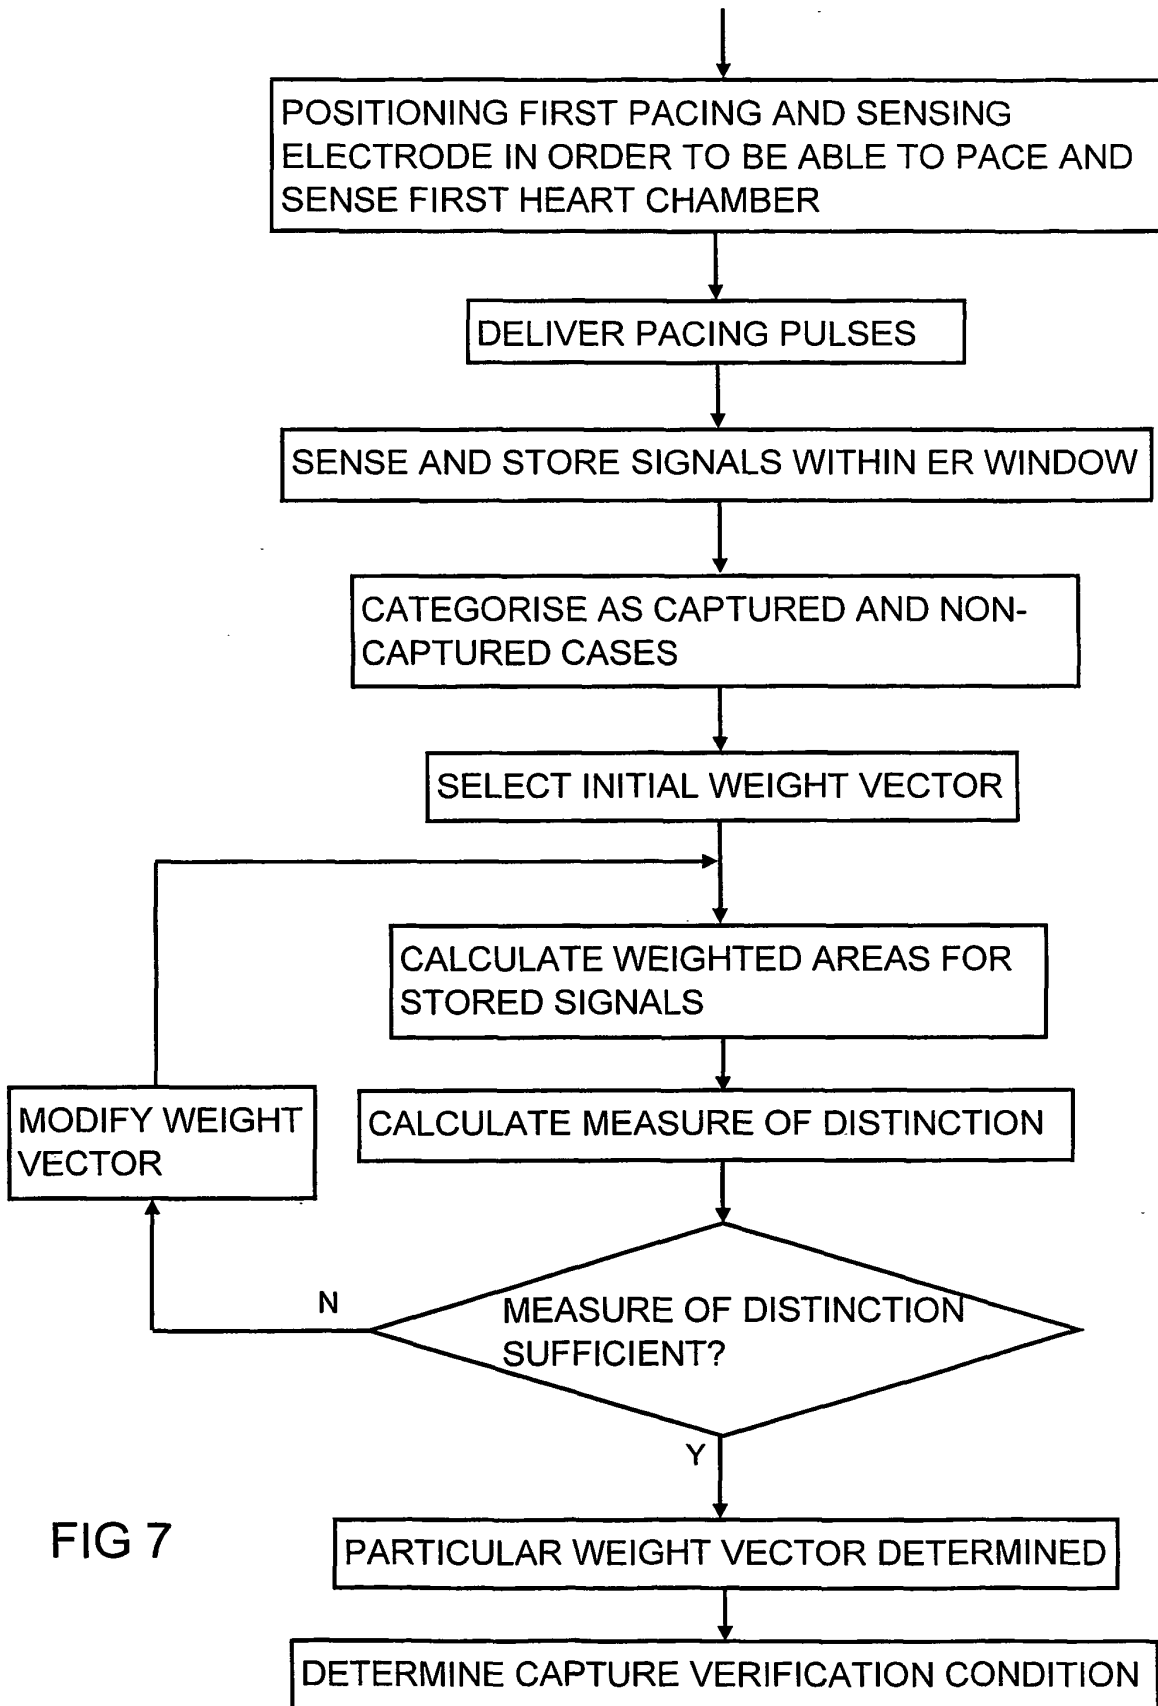 POSITIONING FIRST PACING AND SENSING
ELECTRODE IN ORDER TO BE ABLE TO PACE AND
SENSE FIRST HEART CHAMBER
DELIVER PACING PULSES
SENSE AND STORE SIGNALS WITHIN ER WINDOW
CATEGORISE AS CAPTURED AND NON-
CAPTURED CASES
SELECT INITIAL WEIGHT VECTOR
CALCULATE WEIGHTED AREAS FOR
STORED SIGNALS
MODIFY WEIGHT
VECTOR
CALCULATE MEASURE OF DISTINCTION
N
MEASURE OF DISTINCTION
SUFFICIENT?
Y
FIG 7
PARTICULAR WEIGHT VECTOR DETERMINED
DETERMINE CAPTURE VERIFICATION CONDITION